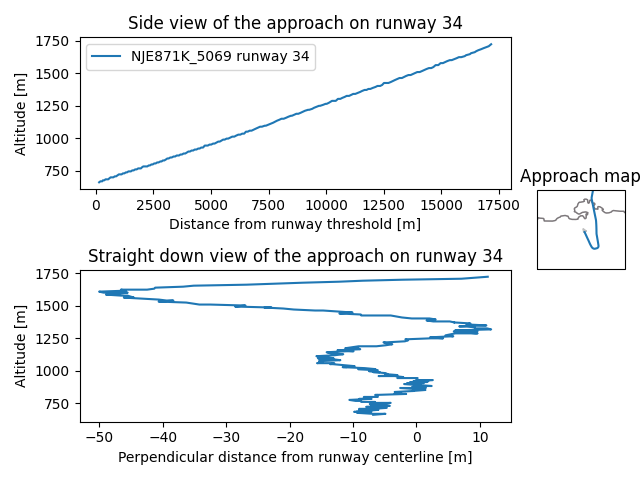 Side view of the approach on runway 34
1750
1500
1250
1000
750
Altitude [m]
NJE871K_5069 runway 34
0 2500 5000 7500 10000 12500 15000 17500
Distance from runway threshold [m]
Approach map
Straight down view of the approach on runway 34
1750
1500
1250
1000
750
Altitude [m]
−50 −40 −30 −20 −10 0 10
Perpendicular distance from runway centerline [m]